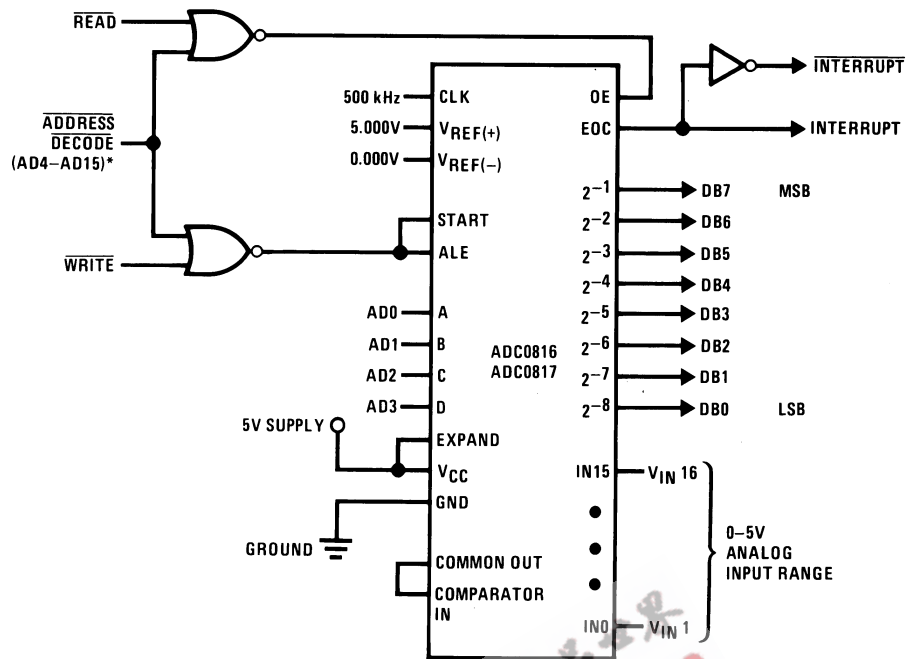 READ
ADDRESS
DECODE
(AD4–AD15)*
WRITE
500 kHz
5.000V
0.000V
AD0
AD1
AD2
AD3
5V SUPPLY
GROUND
CLK
VREF(+)
VREF(−)
START
ALE
A
B
C
D
EXPAND
VCC
GND
COMMON OUT
COMPARATOR
IN
ADC0816
ADC0817
OE
EOC
2−1
2−2
2−3
2−4
2−5
2−6
2−7
2−8
IN15
IN0
INTERRUPT
INTERRUPT
DB7 MSB
DB6
DB5
DB4
DB3
DB2
DB1
DB0 LSB
VIN 16
0–5V
ANALOG
INPUT RANGE
VIN 1